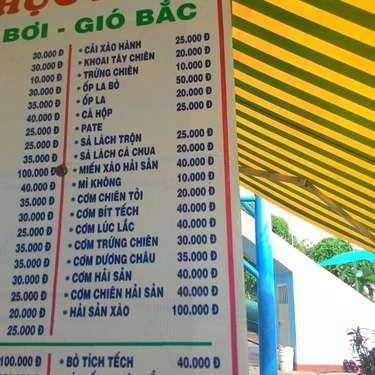 BƠI - GIÓ BẮC
30.000 Đ • CẢI XÀO HÀNH 25.000 Đ
30.000 Đ • KHOAI TÂY CHIÊN 20.000 Đ
10.000 Đ • TRỨNG CHIÊN 10.000 Đ
30.000 Đ • ỐP LA BÒ 50.000 Đ
35.000 Đ • ỐP LA 20.000 Đ
40.000 Đ • CÁ HỘP 25.000 Đ
25.000 Đ • PATE
25.000 Đ • SÀ LÁCH TRỘN 25.000 Đ
35.000 Đ • SÀ LÁCH CÀ CHUA 20.000 Đ
100.000 Đ • MIẾN XÀO HẢI SẢN 40.000 Đ
40.000 Đ • MÌ KHÔNG 10.000 Đ
35.000 Đ • CƠM CHIÊN TỎI 20.000 Đ
25.000 Đ • CƠM BÍT TẾCH 40.000 Đ
40.000 Đ • CƠM LÚC LẮC 40.000 Đ
25.000 Đ • CƠM TRỨNG CHIÊN 30.000 Đ
35.000 Đ • CƠM DƯƠNG CHÂU 35.000 Đ
30.000 Đ • CƠM HẢI SẢN 40.000 Đ
25.000 Đ • CƠM CHIÊN HẢI SẢN 40.000 Đ
20.000 Đ • HẢI SẢN XÀO 100.000 Đ
25.000 Đ
100.000 Đ • BÒ TÍCH TẾCH 40.000 Đ